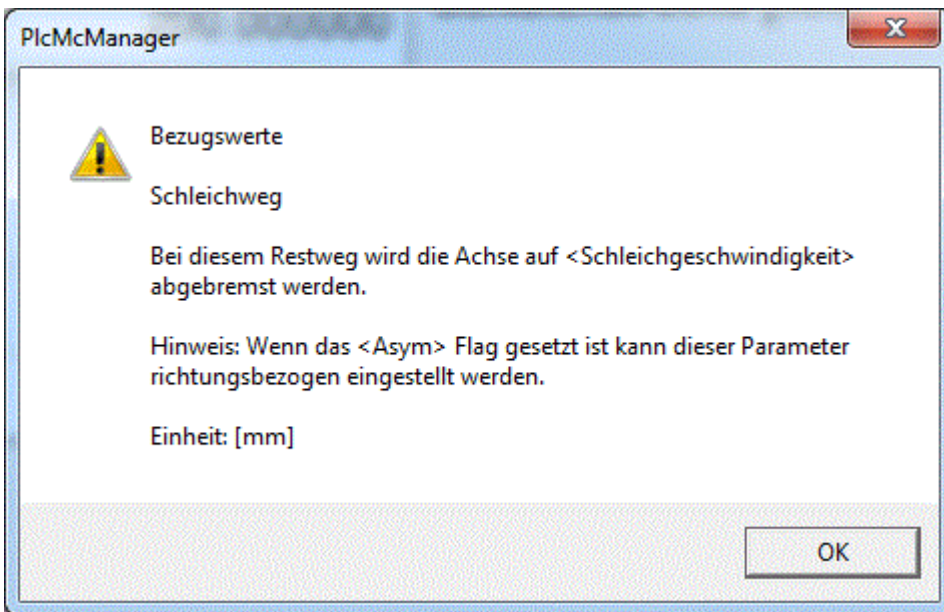 PlcMcManager
Bezugswerte
Schleichweg
Bei diesem Restweg wird die Achse auf <Schleichgeschwindigkeit>
abgebremst werden.
Hinweis: Wenn das <Asym> Flag gesetzt ist kann dieser Parameter
richtungsbezogen eingestellt werden.
Einheit: [mm]
OK